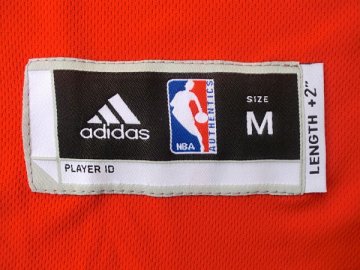 adidas
NBA
AUTHENTICS
SIZE
M
LENGTH +2"
PLAYER ID